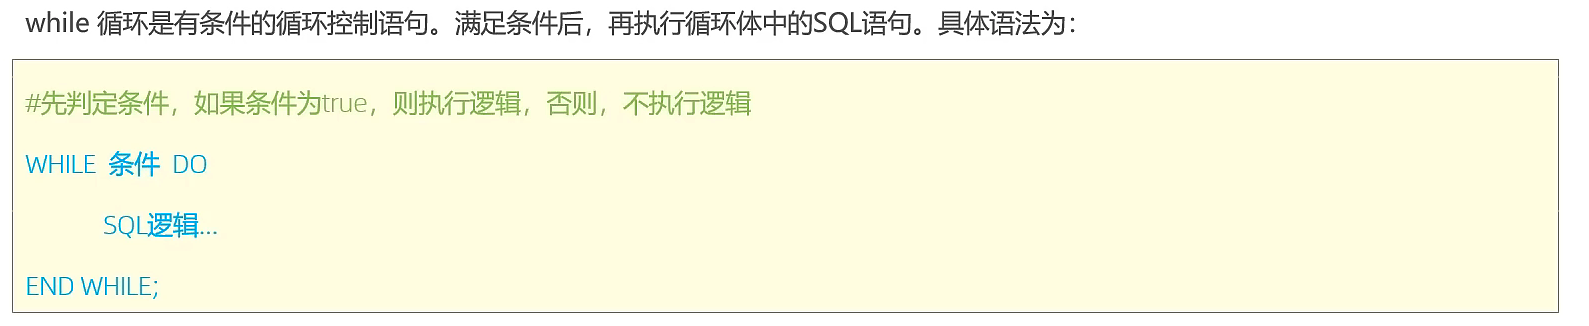 while 循环是有条件的循环控制语句。满足条件后，再执行循环体中的SQL语句。具体语法为：
#先判定条件，如果条件为true，则执行逻辑，否则，不执行逻辑
WHILE 条件 DO
SQL逻辑...
END WHILE;